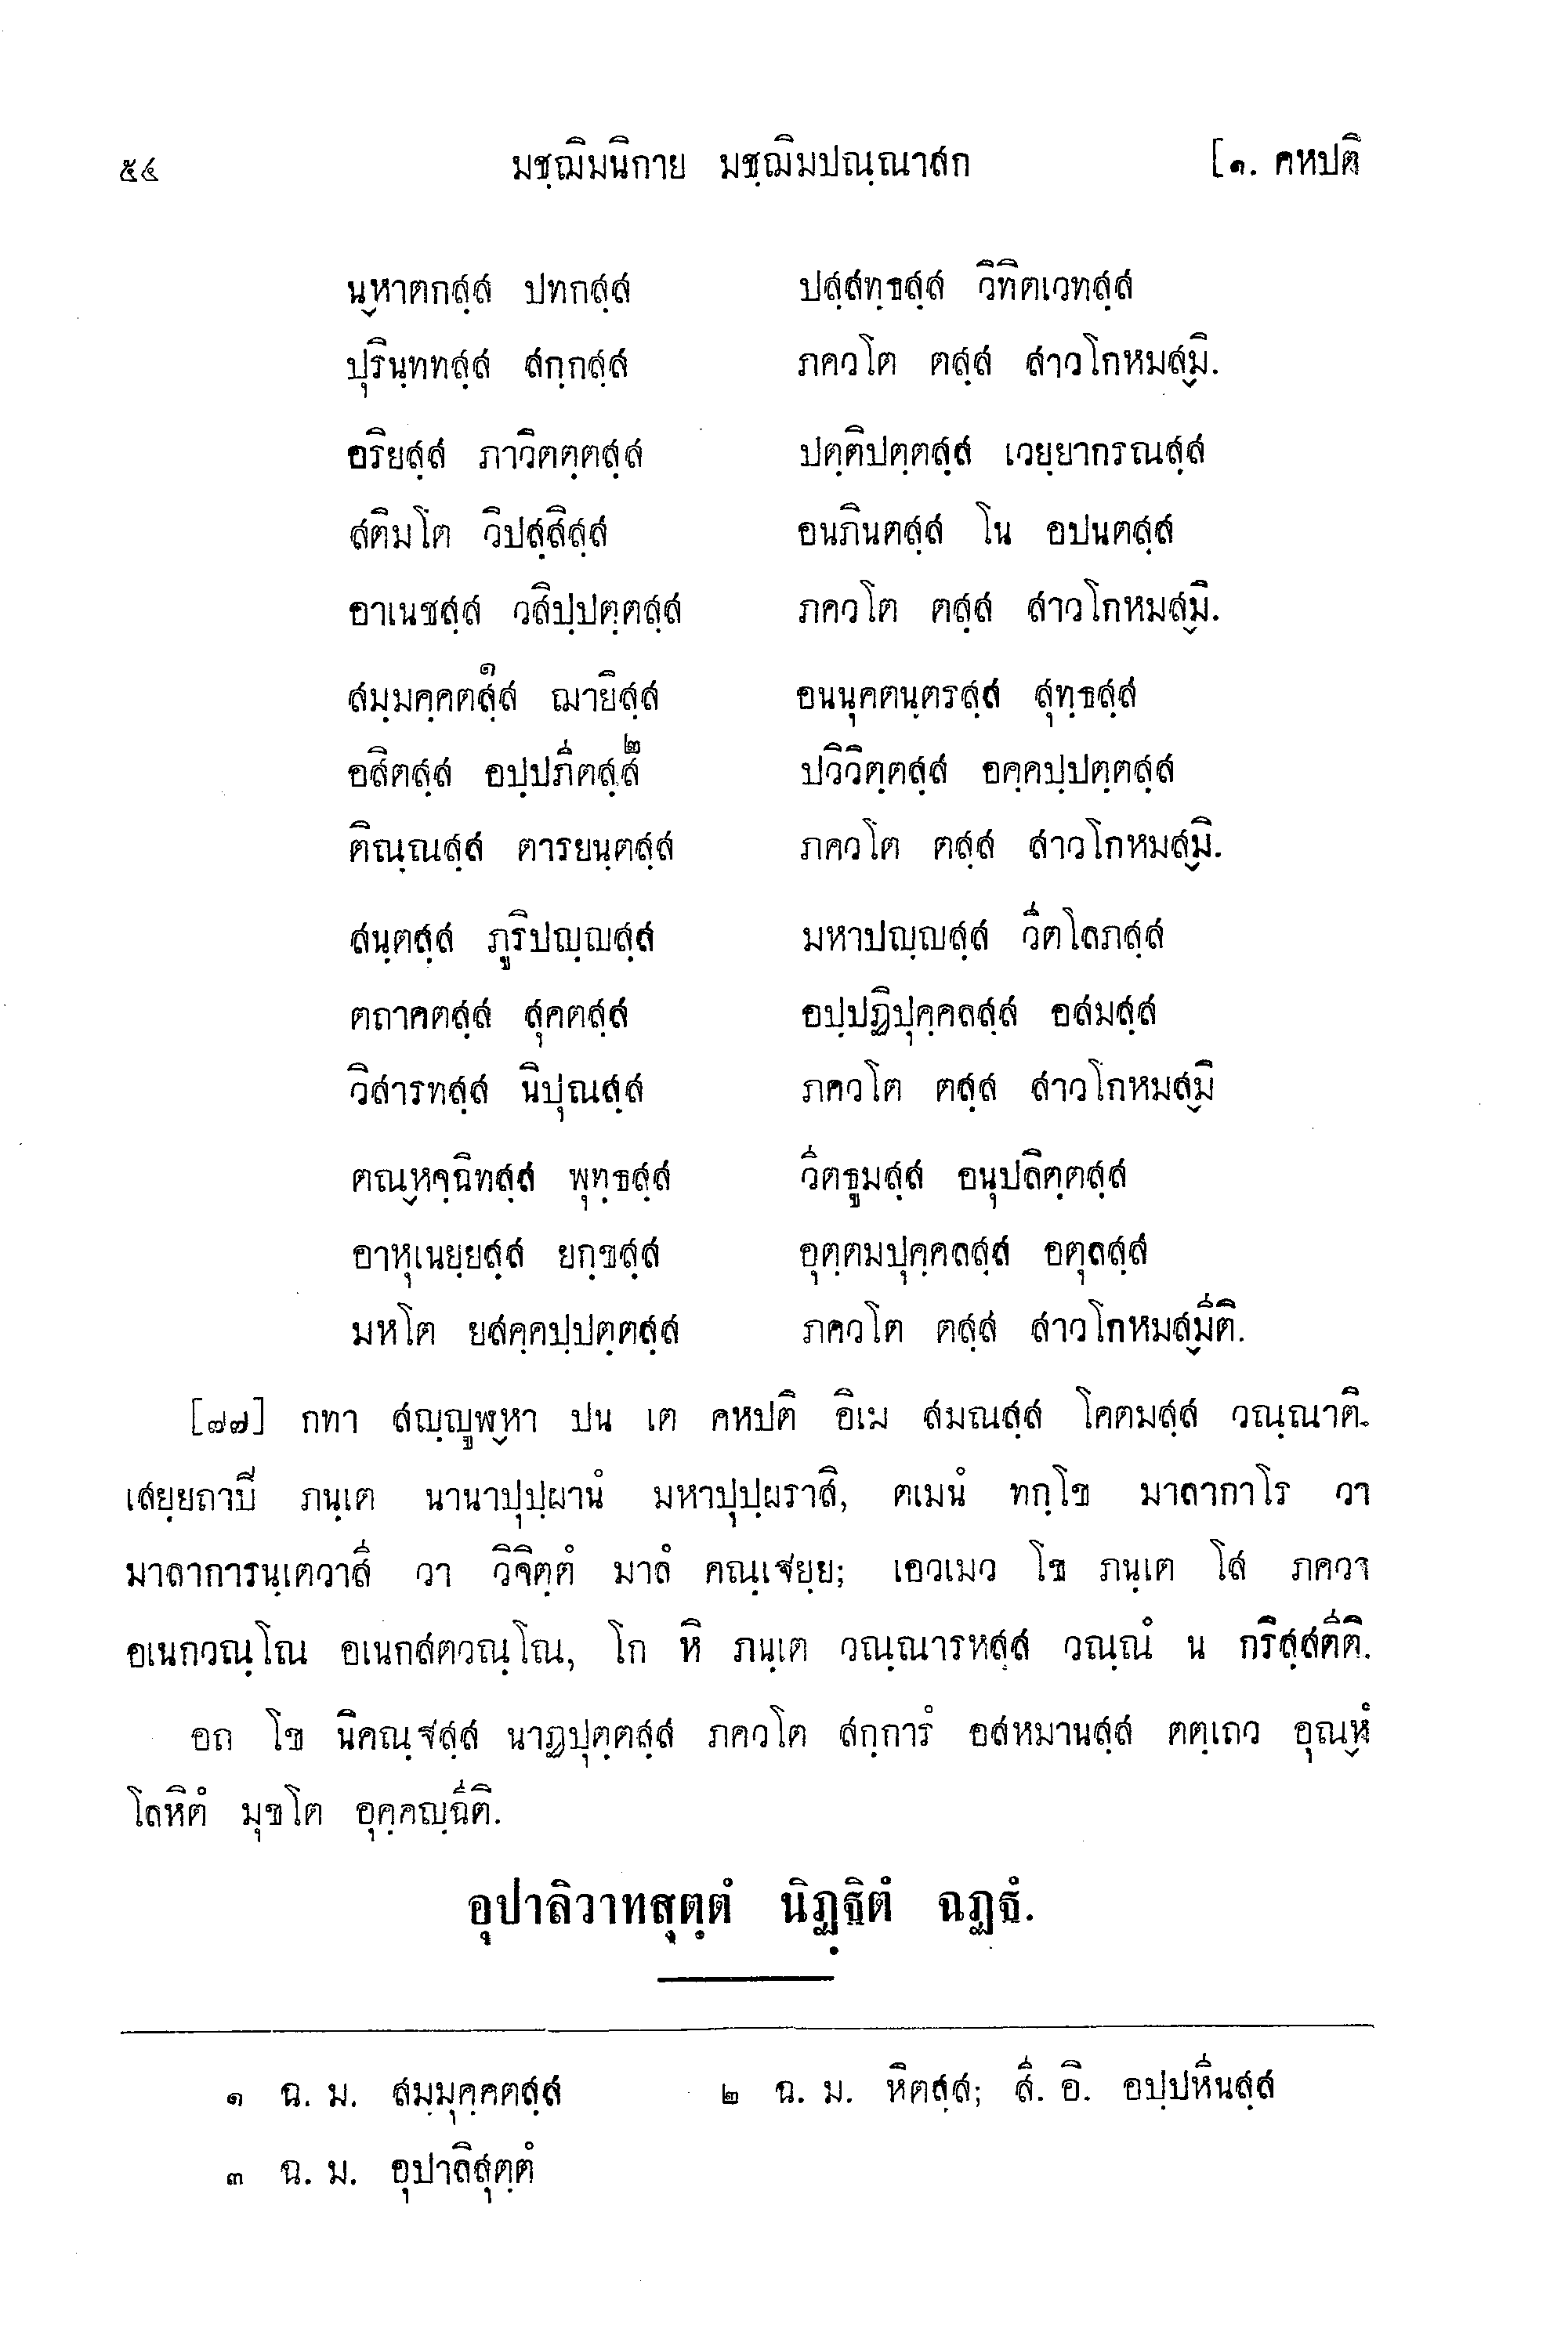 ๕๔ มชฺฌิมนิกาย มชฺฌิมปณฺณาสก [๑. คหปติ
นฺหาตกสฺส ปทกสฺส ปสฺสทฺธสฺส วิทิตเวทสฺส
ปุรินฺททสฺส สกฺกสฺส ภควโต ตสฺส สาวโกหมสฺมิ.
อริยสฺส ภาวิตตฺตสฺส ปตฺติปตฺตสฺส เวยฺยากรณสฺส
สติมโต วิปสฺสิสฺส อนภินตสฺส โน อปนตสฺส
อาเนชสฺส วสิปฺปตฺตสฺส ภควโต ตสฺส สาวโกหมสฺมิ.
สมฺมคฺคตสฺส๑ ฌายิสฺส อนนุคตนฺตรสฺส สุทฺธสฺส
อสิตสฺส อปฺปภีตสฺส๒ ปวิวิตฺตสฺส อคฺคปฺปตฺตสฺส
ติณฺณสฺส ตารยนฺตสฺส ภควโต ตสฺส สาวโกหมสฺมิ.
สนฺตสฺส ภูริปญฺญสฺส มหาปญฺญสฺส วีตโลภสฺส
ตถาคตสฺส สุคตสฺส อปฺปฏิปุคฺคลสฺส อสมสฺส
วิสารทสฺส นิปุณสฺส ภควโต ตสฺส สาวโกหมสฺมิ
ตณฺหจฺฉิทสฺส พุทฺธสฺส วีตธูมสฺส อนุปลิตฺตสฺส
อาหุเนยฺยสฺส ยกฺขสฺส อุตฺตมปุคฺคลสฺส อตุลสฺส
มหโต ยสคฺคปฺปตฺตสฺส ภควโต ตสฺส สาวโกหมสฺมีติ.
[๗๗] กทา สญฺญูฬฺหา ปน เต คหปติ อิเม สมณสฺส โคตมสฺส วณฺณาติ.
เสยฺยถาปิ ภนฺเต นานาปุปฺผานํ มหาปุปฺผราสิ, ตเมนํ ทกฺโข มาลากาโร วา
มาลาการนฺเตวาสี วา วิจิตฺตํ มาลํ คณฺเฐยฺย; เอวเมว โข ภนฺเต โส ภควา
อเนกวณฺโณ อเนกสตวณฺโณ, โก หิ ภนฺเต วณฺณารหสฺส วณฺณํ น กริสฺสตีติ.
อถ โข นิคณฺฐสฺส นาฏปุตฺตสฺส ภควโต สกฺการํ อสหมานสฺส ตตฺเถว อุณฺหํ
โลหิตํ มุขโต อุคฺคญฺฉีติ.
อุปาลิวาทสุตฺตํ นิฏฺฐิตํ ฉฏฺฐํ.
๑ ฉ. ม. สมฺมุคฺคตสฺส ๒ ฉ. ม. หิตสฺส; สี. อิ. อปฺปหีนสฺส
๓ ฉ. ม. อุปาลิสุตฺตํ